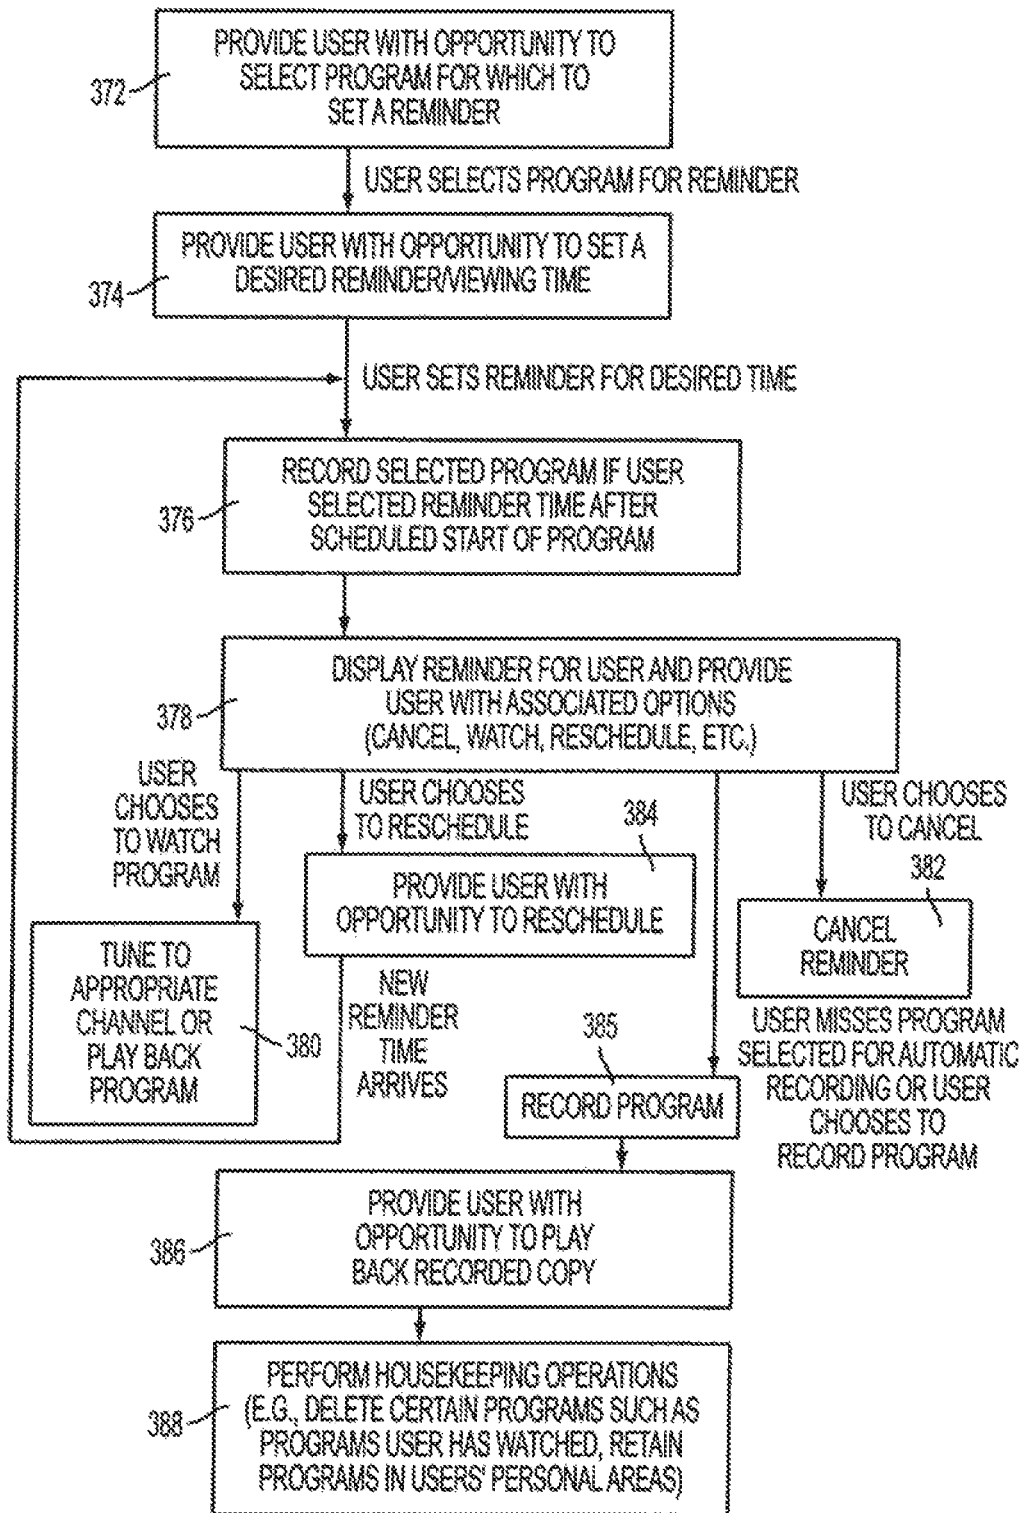 PROVIDE USER WITH OPPORTUNITY TO
SELECT PROGRAM FOR WHICH TO
SET A REMINDER
372
USER SELECTS PROGRAM FOR REMINDER
PROVIDE USER WITH OPPORTUNITY TO SET A
DESIRED REMINDER/VIEWING TIME
374
USER SETS REMINDER FOR DESIRED TIME
RECORD SELECTED PROGRAM IF USER
SELECTED REMINDER TIME AFTER
SCHEDULED START OF PROGRAM
376
DISPLAY REMINDER FOR USER AND PROVIDE
USER WITH ASSOCIATED OPTIONS
(CANCEL, WATCH, RESCHEDULE, ETC.)
378
USER
CHOOSES
TO WATCH
PROGRAM
USER CHOOSES
TO RESCHEDULE
384
USER CHOOSES
TO CANCEL
382
PROVIDE USER WITH
OPPORTUNITY TO RESCHEDULE
CANCEL
REMINDER
TUNE TO
APPROPRIATE
CHANNEL OR
PLAY BACK
PROGRAM
380
NEW
REMINDER
TIME
ARRIVES
385
RECORD PROGRAM
USER MISSES PROGRAM
SELECTED FOR AUTOMATIC
RECORDING OR USER
CHOOSES TO
RECORD PROGRAM
PROVIDE USER WITH
OPPORTUNITY TO PLAY
BACK RECORDED COPY
386
PERFORM HOUSEKEEPING OPERATIONS
(E.G., DELETE CERTAIN PROGRAMS SUCH AS
PROGRAMS USER HAS WATCHED, RETAIN
PROGRAMS IN USERS' PERSONAL AREAS)
388